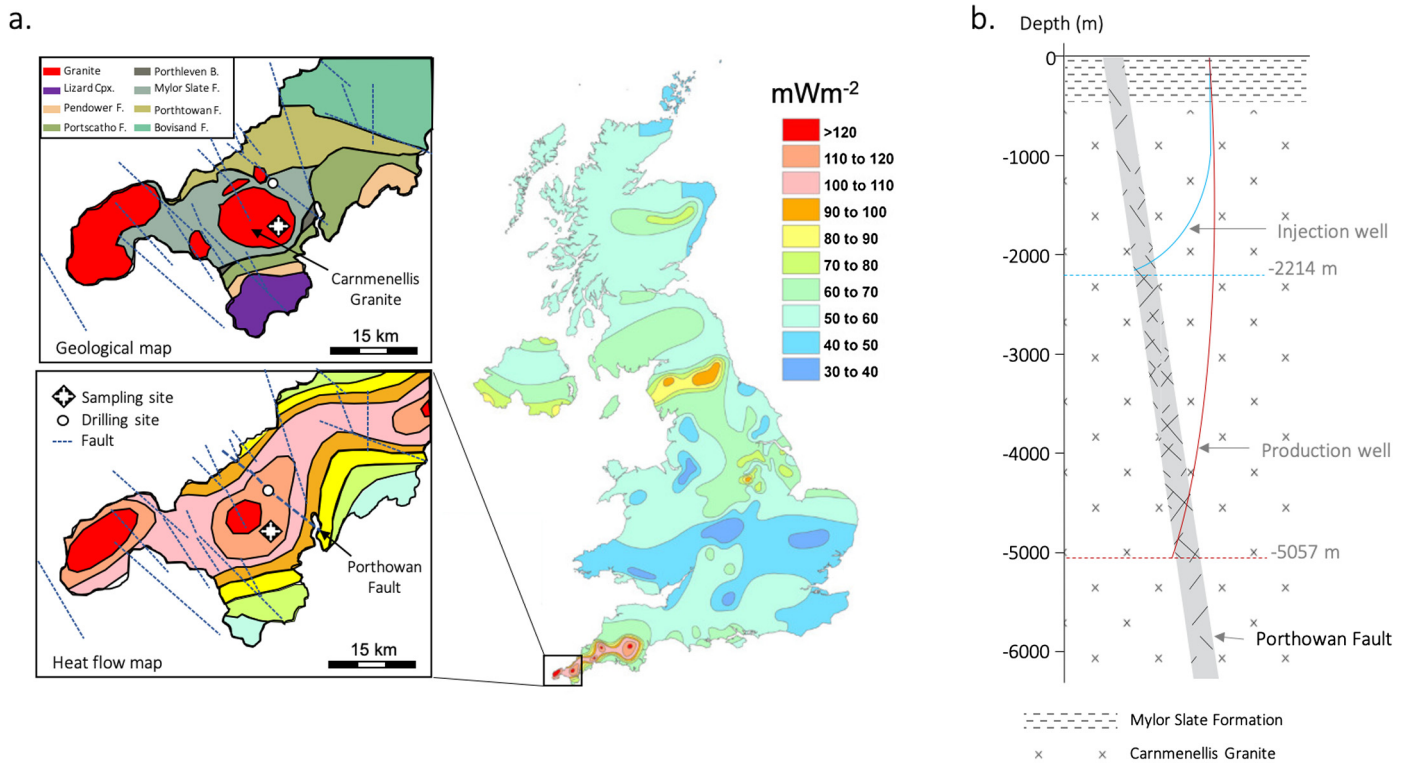 a.
Granite
Lizard Cpx.
Pendower F.
Portscatho F.
Porthleven B.
Mylor Slate F.
Porthtowan F.
Bovisand F.
Carnmenellis
Granite
15 km
Geological map
Sampling site
Drilling site
Fault
Porthowan
Fault
15 km
Heat flow map
mWm-2
>120
110 to 120
100 to 110
90 to 100
80 to 90
70 to 80
60 to 70
50 to 60
40 to 50
30 to 40
b.
Depth (m)
0
-1000
-2000
-3000
-4000
-5000
-6000
Injection well
-2214 m
Production well
-5057 m
Porthowan Fault
Mylor Slate Formation
Carnmenellis Granite